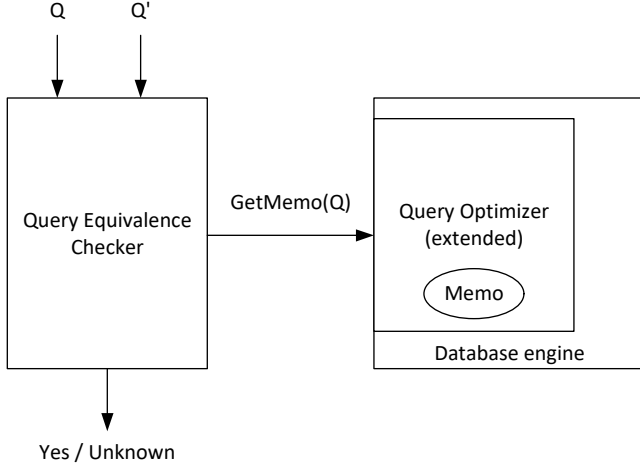 Q
Q'
Query Equivalence
Checker
GetMemo(Q)
Query Optimizer
(extended)
Memo
Database engine
Yes / Unknown